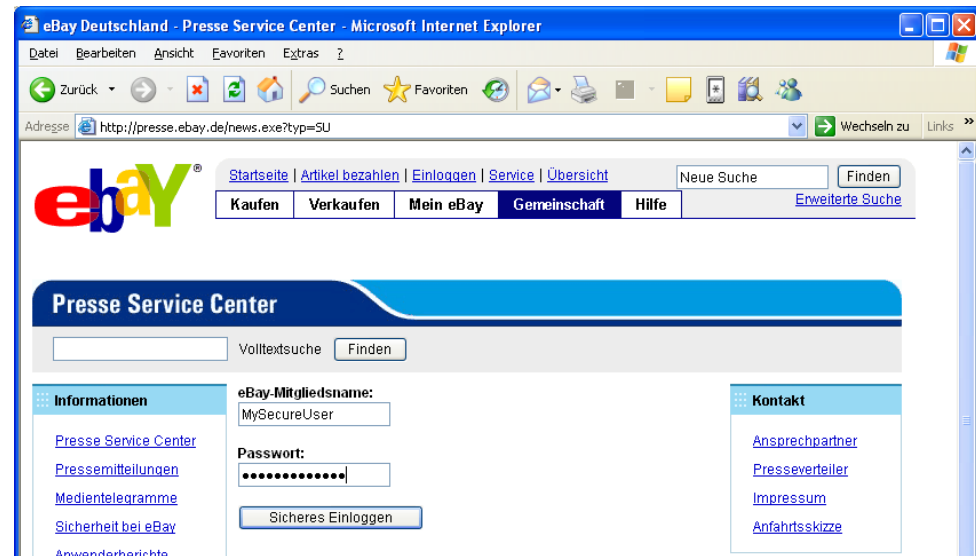 eBay Deutschland - Presse Service Center - Microsoft Internet Explorer
Datei Bearbeiten Ansicht Favoriten Extras ?
Zurück Suchen Favoriten
Adresse http://presse.ebay.de/news.exe?typ=SU Wechseln zu Links »
ebaY®
Startseite | Artikel bezahlen | Einloggen | Service | Übersicht
Neue Suche Finden
Kaufen Verkaufen Mein eBay Gemeinschaft Hilfe
Erweiterte Suche
Presse Service Center
Volltextsuche Finden
Informationen
Presse Service Center
Pressemitteilungen
Medientelegramme
Sicherheit bei eBay
Anwenderberichte
eBay-Mitgliedsname:
MySecureUser
Passwort:
•••••••••••••
Sicheres Einloggen
Kontakt
Ansprechpartner
Presseverteiler
Impressum
Anfahrtsskizze